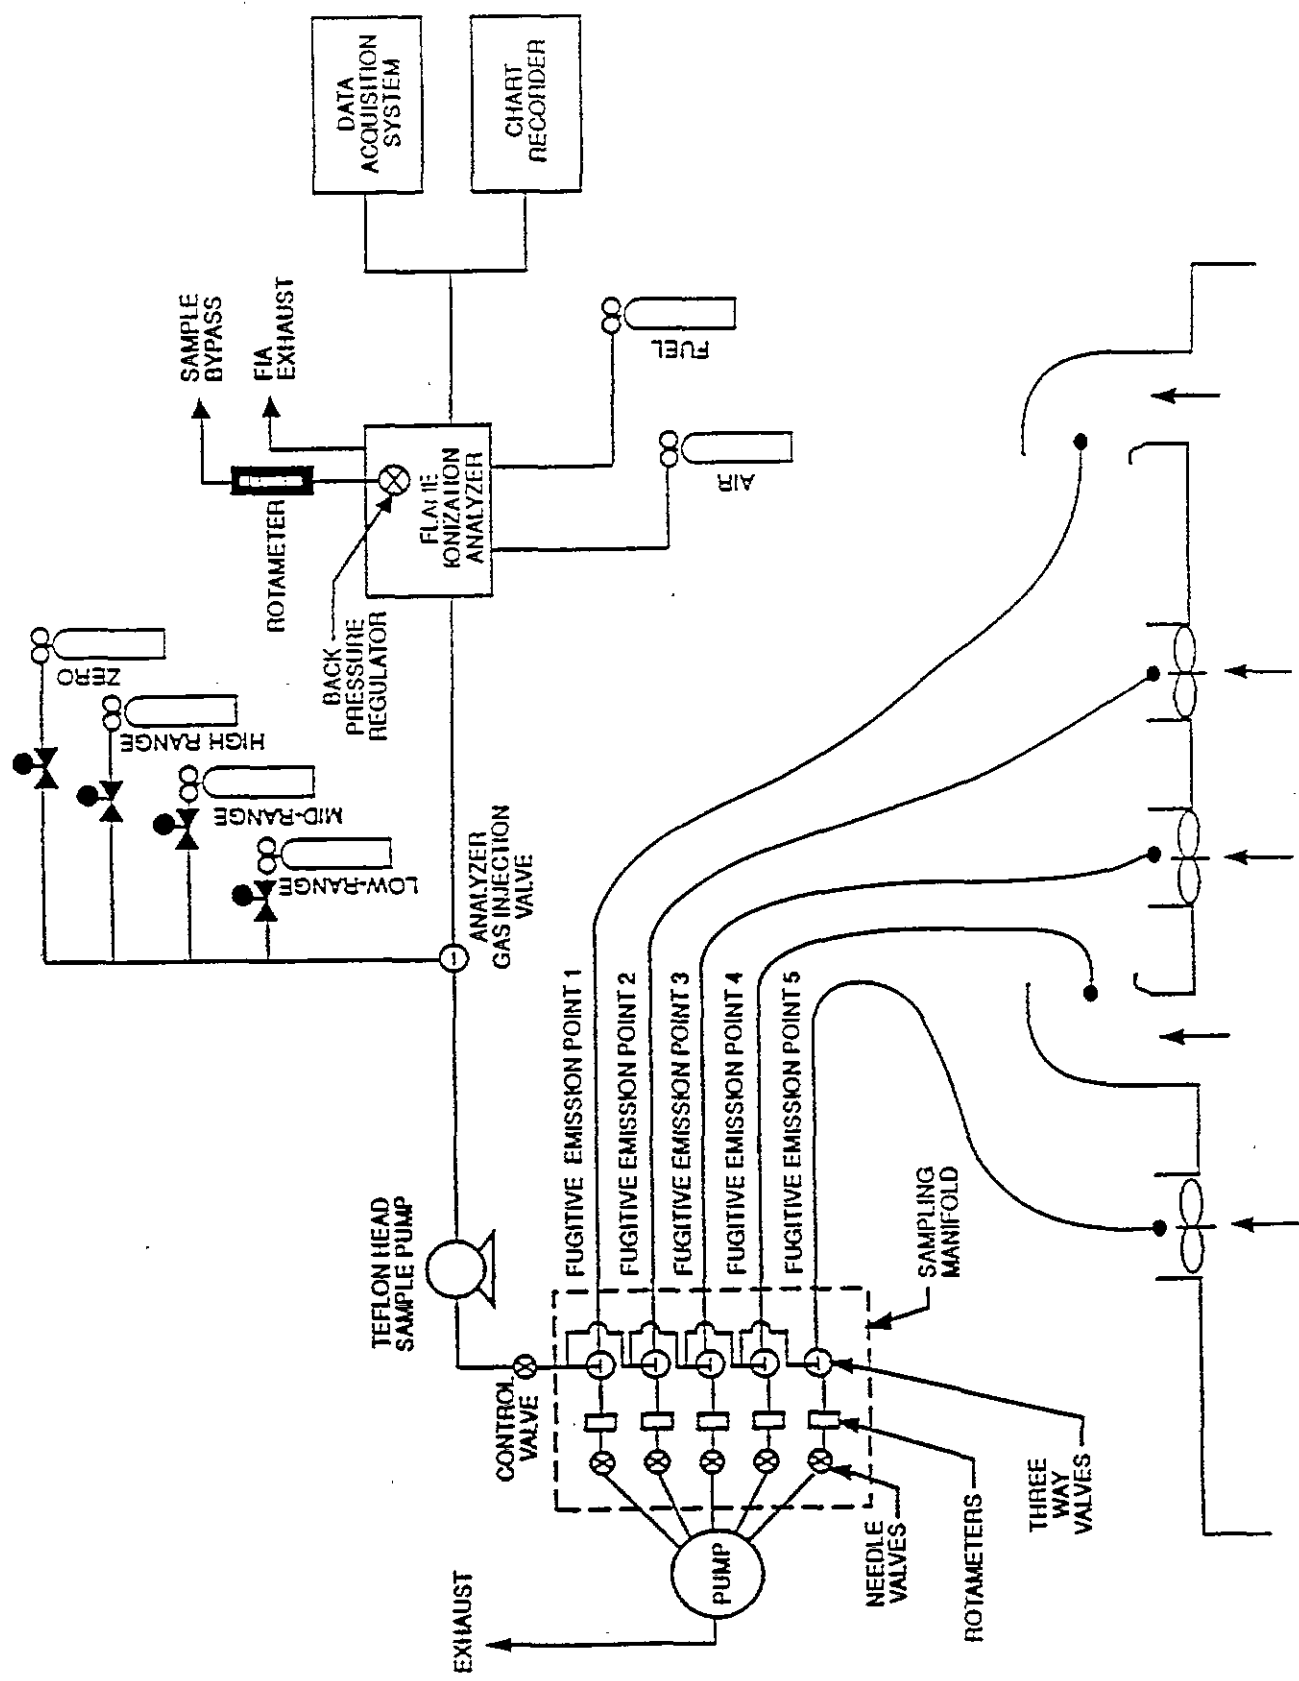 DATA
ACQUISITION
SYSTEM
CHART
RECORDER
SAMPLE
BYPASS
FIA
EXHAUST
ROTAMETER
BACK
PRESSURE
REGULATOR
FLAME
IONIZATION
ANALYZER
FUEL
AIR
ZERO
HIGH RANGE
MID-RANGE
LOW-RANGE
ANALYZER
GAS INJECTION
VALVE
TEFLON HEAD
SAMPLE PUMP
CONTROL
VALVE
FUGITIVE EMISSION POINT 1
FUGITIVE EMISSION POINT 2
FUGITIVE EMISSION POINT 3
FUGITIVE EMISSION POINT 4
FUGITIVE EMISSION POINT 5
SAMPLING
MANIFOLD
EXHAUST
PUMP
NEEDLE
VALVES
ROTAMETERS
THREE
WAY
VALVES